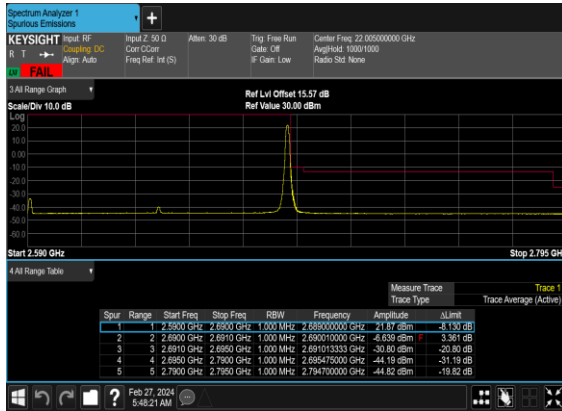 Spectrum Analyzer 1
Spurious Emissions
KEYSIGHT Input: RF Input Z: 50 Ω Atten: 30 dB Trig: Free Run Center Freq: 22.005000000 GHz
R T Coupling: DC Corr CCorr Gate: Off Avg|Hold: 1000/1000
Align: Auto Freq Ref: Int (S) IF Gain: Low Radio Std: None
LV FAIL
3 All Range Graph Ref Lvl Offset 15.57 dB
Scale/Div 10.0 dB Ref Value 30.00 dBm
Log
20.0
10.0
0.00
-10.0
-20.0
-30.0
-40.0
-50.0
-60.0
Start 2.590 GHz Stop 2.795 GHz
4 All Range Table
Measure Trace Trace 1
Trace Type Trace Average (Active)
Spur Range Start Freq Stop Freq RBW Frequency Amplitude ΔLimit
1 1 2.5900 GHz 2.6900 GHz 1.000 MHz 2.689000000 GHz 21.87 dBm -8.130 dB
2 2 2.6900 GHz 2.6910 GHz 1.000 MHz 2.690010000 GHz -6.639 dBm F 3.361 dB
3 3 2.6910 GHz 2.6950 GHz 1.000 MHz 2.691013333 GHz -30.80 dBm -20.80 dB
4 4 2.6950 GHz 2.7900 GHz 1.000 MHz 2.695475000 GHz -44.19 dBm -31.19 dB
5 5 2.7900 GHz 2.7950 GHz 1.000 MHz 2.794700000 GHz -44.82 dBm -19.82 dB
Feb 27, 2024
5:48:21 AM